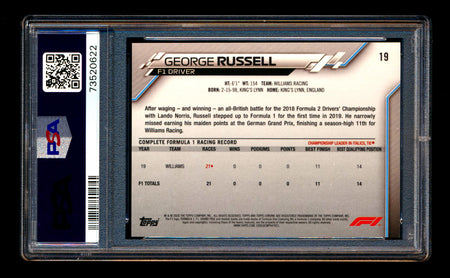 GEORGE RUSSELL
19
F1 DRIVER
HT: 6'1" WT: 154 TEAM: WILLIAMS RACING
BORN: 2-15-98, KING'S LYNN HOME: KING'S LYNN, ENGLAND
After waging – and winning – an all-British battle for the 2018 Formula 2 Drivers' Championship
with Lando Norris, Russell stepped up to Formula 1 for the first time in 2019. He narrowly
missed earning his maiden points at the German Grand Prix, finishing a season-high 11th for
Williams Racing.
COMPLETE FORMULA 1 RACING RECORD
CHAMPIONSHIP LEADER IN ITALICS, TIE♦
YEAR TEAM RACES WINS PODIUMS POINTS BEST FINISH BEST QUALIFYING POSITION
19 WILLIAMS 21♦ 0 0 0 11 14
F1 TOTALS 21 0 0 0 11 14
Topps
F1
PSA
73520622